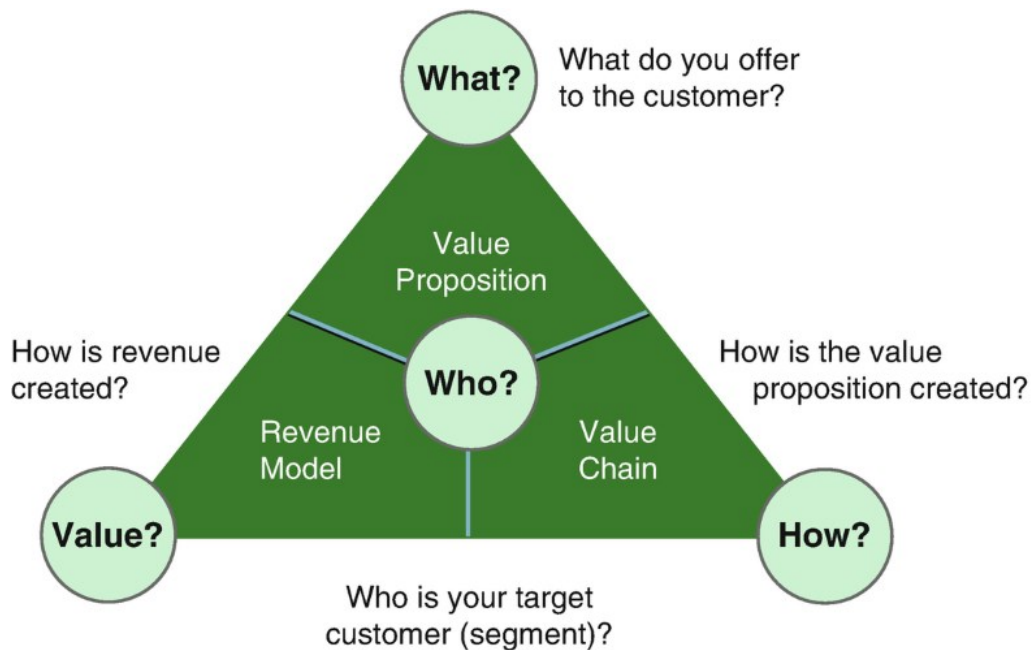 What?
What do you offer
to the customer?
Value
Proposition
How is revenue
created?
Who?
How is the value
proposition created?
Revenue
Model
Value
Chain
Value?
How?
Who is your target
customer (segment)?